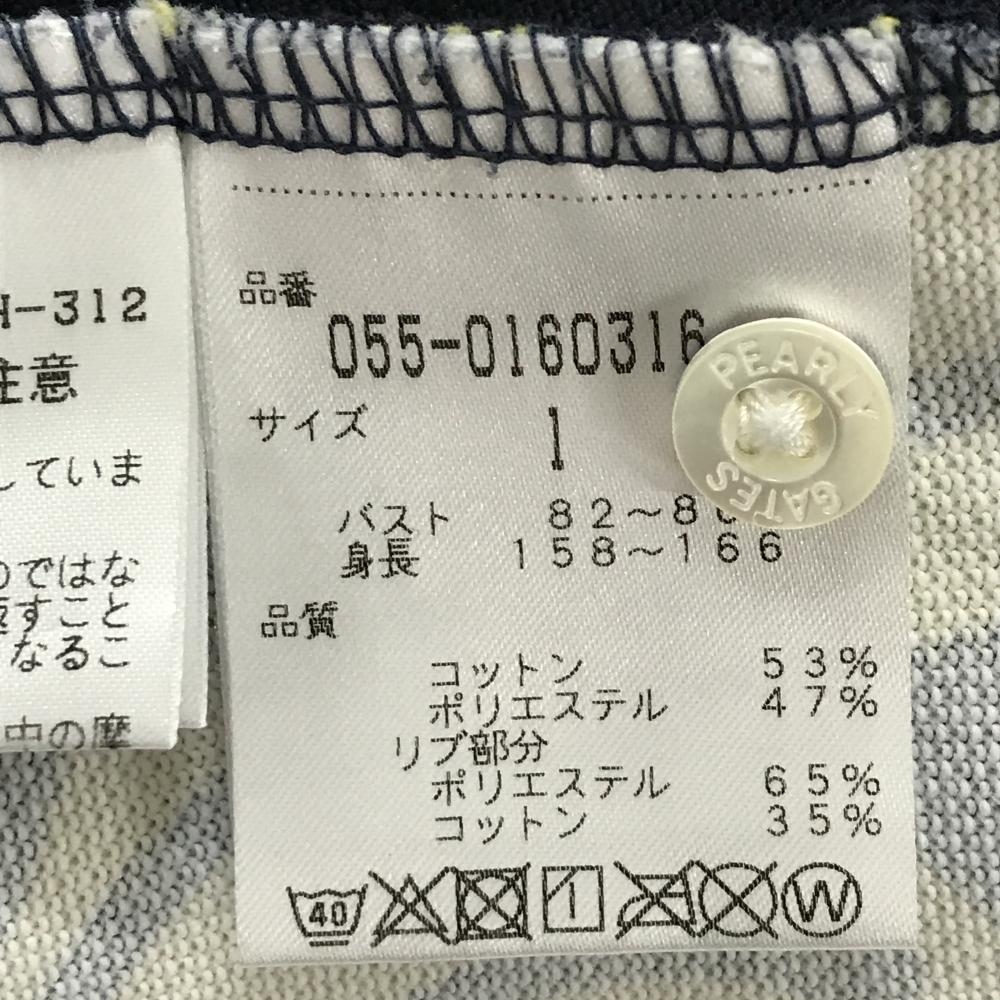 H-312
注意
していま
のではな
返すこと
なるこ
中の摩
品番
055-0160316
サイズ 1
バスト 82～8
身長 158～166
品質
コットン 53%
ポリエステル 47%
リブ部分
ポリエステル 65%
コットン 35%
40
W
PEARLY
GATES